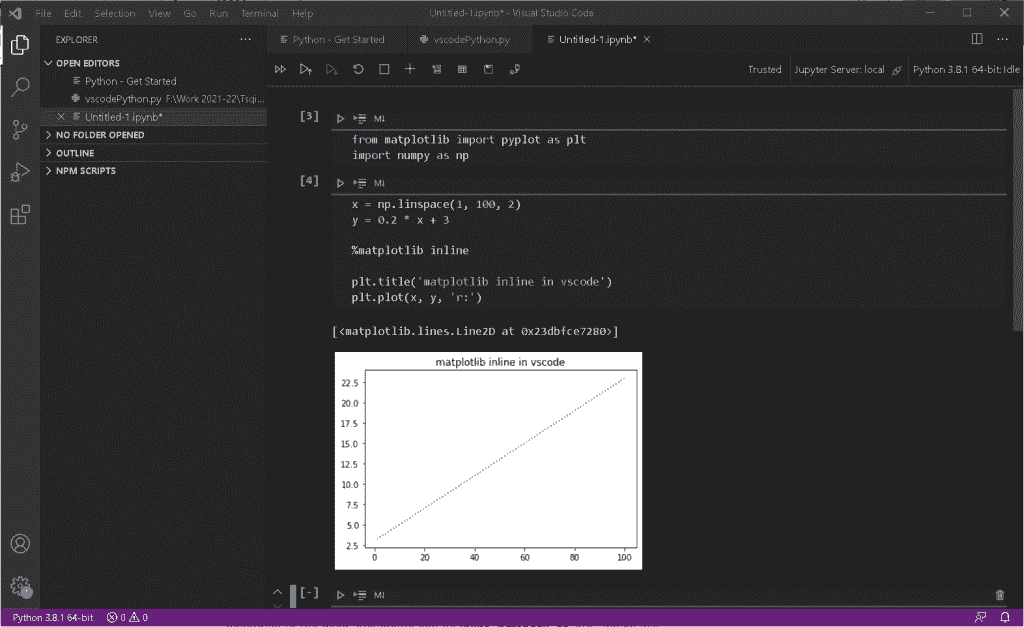 File Edit Selection View Go Run Terminal Help
Untitled-1.ipynb* - Visual Studio Code
EXPLORER
OPEN EDITORS
Python - Get Started
vscodePython.py F:\Work 2021-22\Tsqi...
Untitled-1.ipynb*
NO FOLDER OPENED
OUTLINE
NPM SCRIPTS
Python - Get Started
vscodePython.py
Untitled-1.ipynb*
Trusted
Jupyter Server: local
Python 3.8.1 64-bit: Idle
[3]
M↓
from matplotlib import pyplot as plt
import numpy as np
[4]
M↓
x = np.linspace(1, 100, 2)
y = 0.2 * x + 3
%matplotlib inline
plt.title('matplotlib inline in vscode')
plt.plot(x, y, 'r:')
[<matplotlib.lines.Line2D at 0x23dbfce7280>]
matplotlib inline in vscode
22.5
20.0
17.5
15.0
12.5
10.0
7.5
5.0
2.5
0 20 40 60 80 100
[-]
M↓
Python 3.8.1 64-bit
0
0